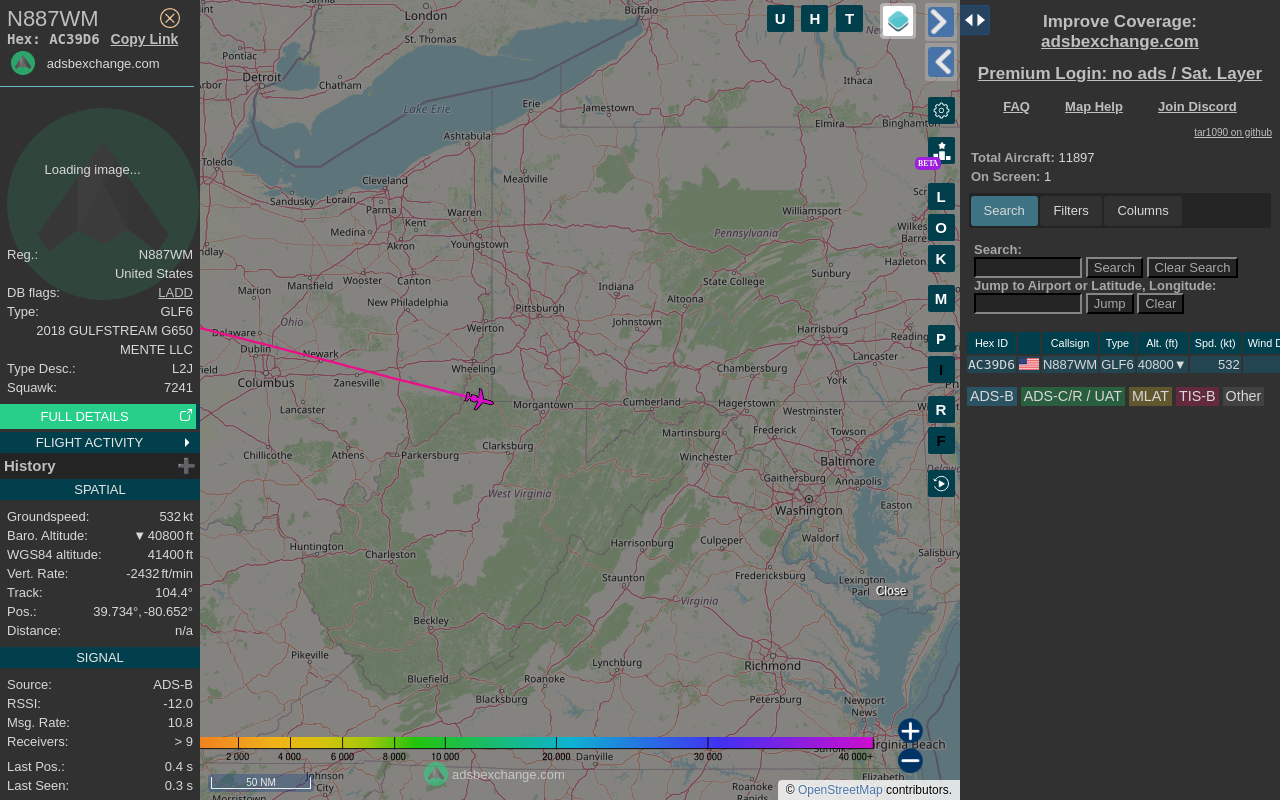 N887WM
Hex: AC39D6 Copy Link
adsbexchange.com
Loading image...
Reg.: N887WM
United States
DB flags: LADD
Type: GLF6
2018 GULFSTREAM G650
MENTE LLC
Type Desc.: L2J
Squawk: 7241
FULL DETAILS
FLIGHT ACTIVITY
History
SPATIAL
Groundspeed: 532 kt
Baro. Altitude: ▼ 40800 ft
WGS84 altitude: 41400 ft
Vert. Rate: -2432 ft/min
Track: 104.4°
Pos.: 39.734°, -80.652°
Distance: n/a
SIGNAL
Source: ADS-B
RSSI: -12.0
Msg. Rate: 10.8
Receivers: > 9
Last Pos.: 0.4 s
Last Seen: 0.3 s
London
Buffalo
St. Thomas
Pontiac
Detroit
Chatham
Lake Erie
Erie
Jamestown
Ithaca
Elmira
Binghamton
Ashtabula
Toledo
Cleveland
Meadville
Sandusky
Lorain
Parma
Warren
Williamsport
Kent
Medina
Akron
Youngstown
Pennsylvania
Hazleton
Sunbury
Marion
Mansfield
Wooster
Canton
State College
Indiana
Altoona
New Philadelphia
Pittsburgh
Ohio
Delaware
Weirton
Johnstown
Harrisburg
Reading
Dublin
Newark
Lancaster
Columbus
Zanesville
Wheeling
Chambersburg
York
Lancaster
Morgantown
Cumberland
Hagerstown
Westminster
Martinsburg
Frederick
Towson
Chillicothe
Athens
Parkersburg
Clarksburg
Winchester
Baltimore
Gaithersburg
Annapolis
West Virginia
Washington
Easton
Huntington
Charleston
Harrisonburg
Culpeper
Waldorf
Salisbury
Staunton
Fredericksburg
Lexington
Close
Virginia
Beckley
Pikeville
Lynchburg
Richmond
Bluefield
Roanoke
Blacksburg
Petersburg
Newport
News
Danville
Johnson
City
Elizabeth
Roanoke
Rapids
U H T
BETA
L
O
K
M
P
I
R
F
2 000 4 000 6 000 8 000 10 000 20 000 30 000 40 000+
adsbexchange.com
50 NM
© OpenStreetMap contributors.
Improve Coverage:
adsbexchange.com
Premium Login: no ads / Sat. Layer
FAQ Map Help Join Discord
tar1090 on github
Total Aircraft: 11897
On Screen: 1
Search Filters Columns
Search:
Search Clear Search
Jump to Airport or Latitude, Longitude:
Jump Clear
Hex ID Callsign Type Alt. (ft) Spd. (kt) Wind D
AC39D6 N887WM GLF6 40800▼ 532
ADS-B ADS-C/R / UAT MLAT TIS-B Other